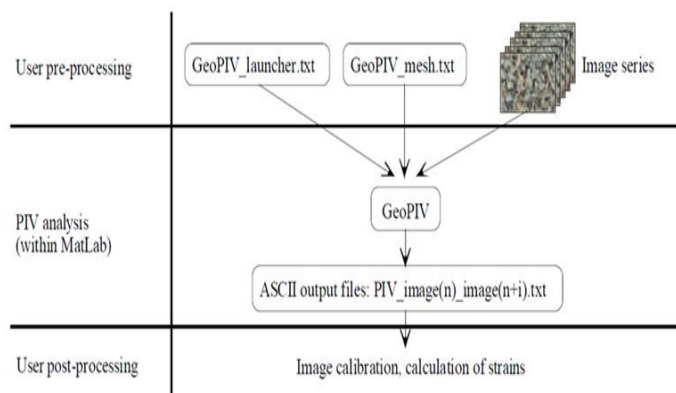 User pre-processing
GeoPIV_launcher.txt
GeoPIV_mesh.txt
Image series
PIV analysis
(within MatLab)
GeoPIV
ASCII output files: PIV_image(n)_image(n+i).txt
User post-processing
Image calibration, calculation of strains